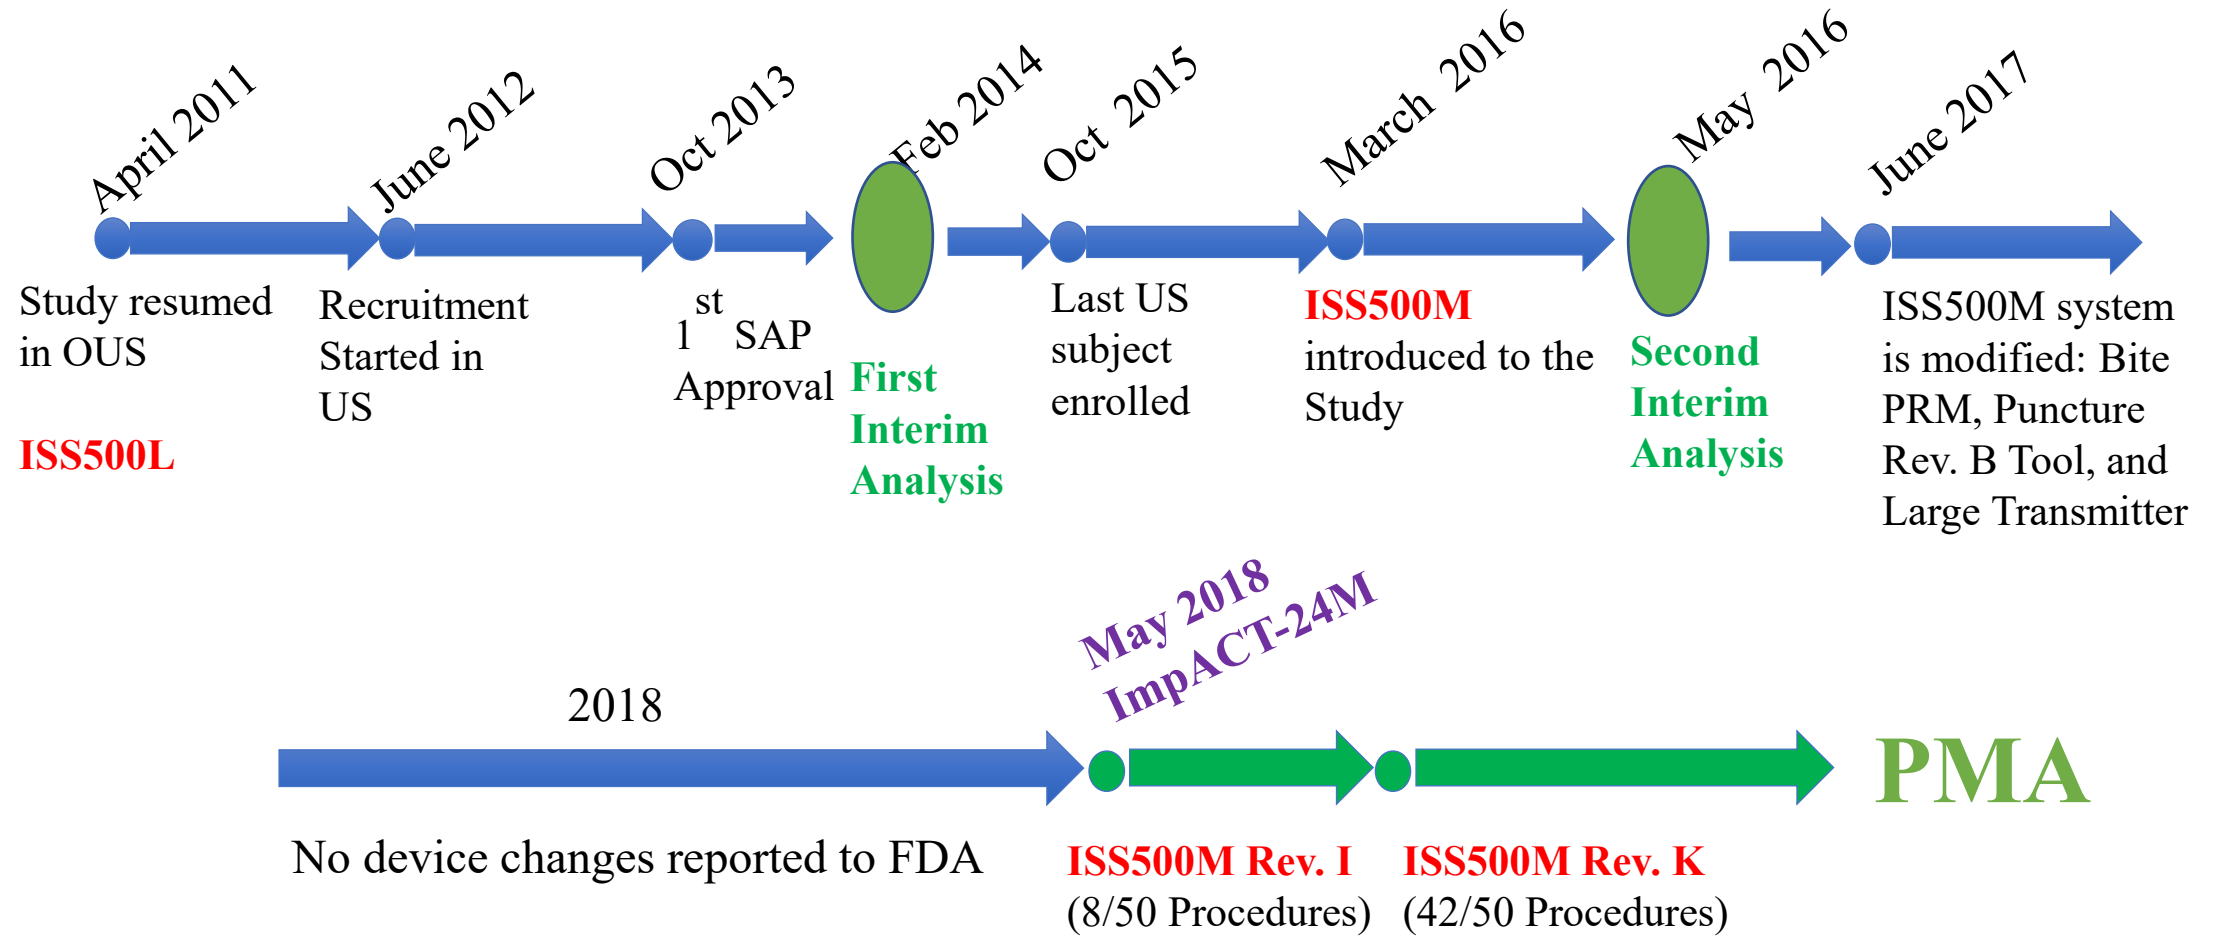 April 2011
June 2012
Oct 2013
Feb 2014
Oct 2015
March 2016
May 2016
June 2017
Study resumed
in OUS
ISS500L
Recruitment
Started in
US
1st SAP
Approval
First
Interim
Analysis
Last US
subject
enrolled
ISS500M
introduced to the
Study
Second
Interim
Analysis
ISS500M system
is modified: Bite
PRM, Puncture
Rev. B Tool, and
Large Transmitter
2018
No device changes reported to FDA
May 2018
ImpACT-24M
ISS500M Rev. I
(8/50 Procedures)
ISS500M Rev. K
(42/50 Procedures)
PMA